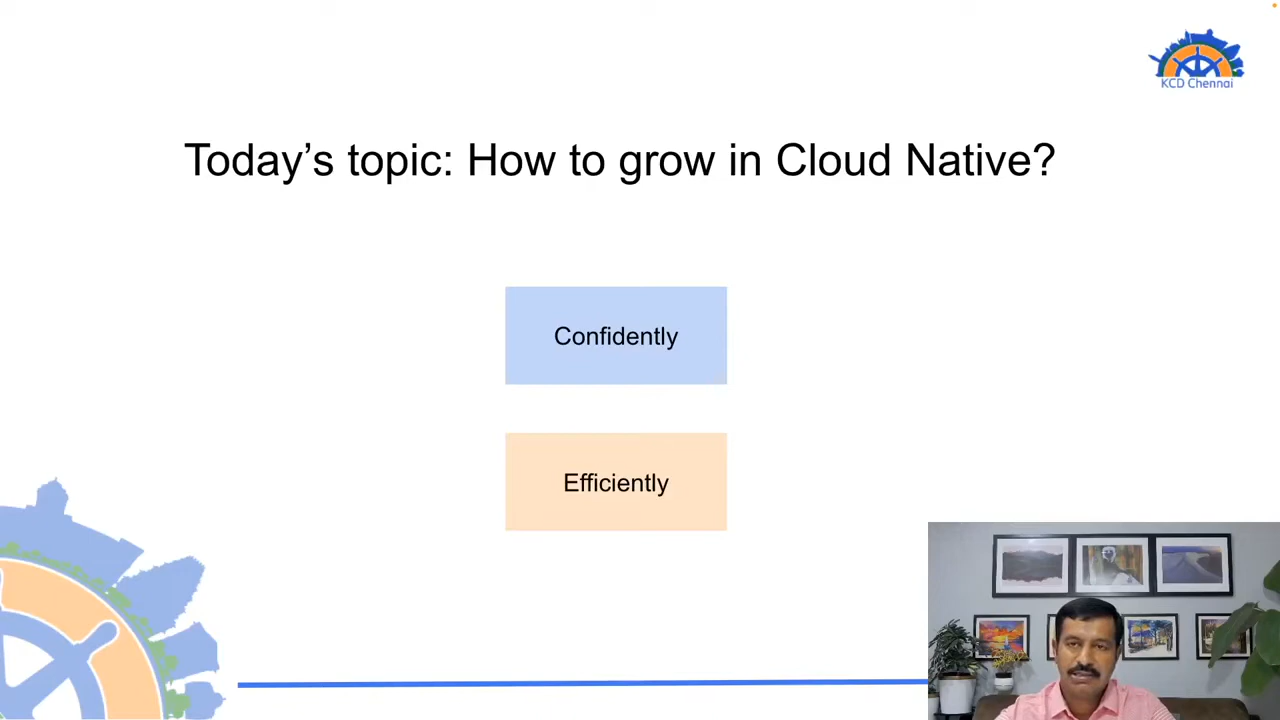 KCD Chennai
Today’s topic: How to grow in Cloud Native?
Confidently
Efficiently